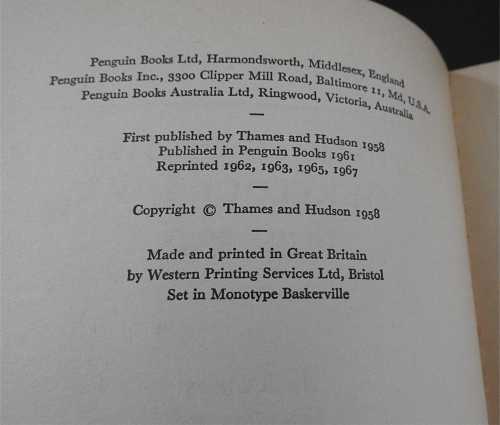 Penguin Books Ltd, Harmondsworth, Middlesex, England
Penguin Books Inc., 3300 Clipper Mill Road, Baltimore 11, Md, U.S.A.
Penguin Books Australia Ltd, Ringwood, Victoria, Australia
—
First published by Thames and Hudson 1958
Published in Penguin Books 1961
Reprinted 1962, 1963, 1965, 1967
—
Copyright © Thames and Hudson 1958
—
Made and printed in Great Britain
by Western Printing Services Ltd, Bristol
Set in Monotype Baskerville